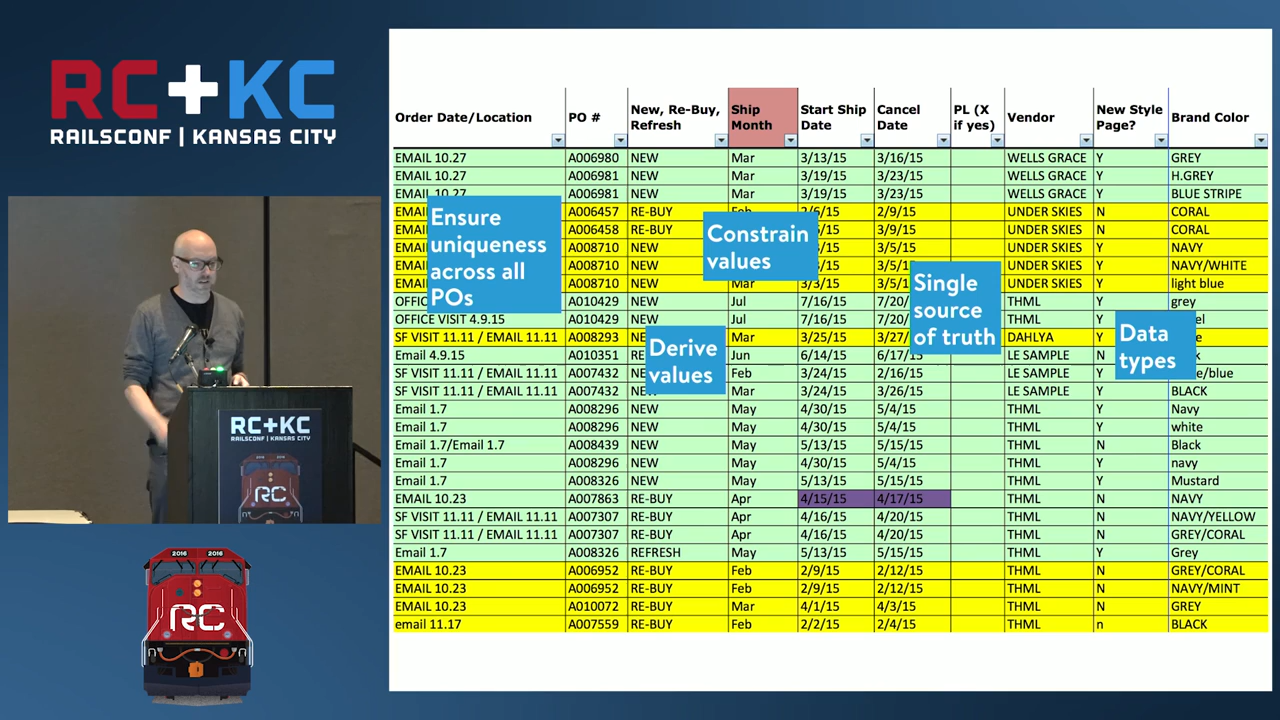 RC+KC
RAILSCONF | KANSAS CITY
Order Date/Location PO # New, Re-Buy, Refresh Ship Month Start Ship Date Cancel Date PL (X if yes) Vendor New Style Page? Brand Color
EMAIL 10.27 A006980 NEW Mar 3/13/15 3/16/15 WELLS GRACE Y GREY
EMAIL 10.27 A006981 NEW Mar 3/19/15 3/23/15 WELLS GRACE Y H.GREY
EMAIL 10.27 A006981 NEW Mar 3/19/15 3/23/15 WELLS GRACE Y BLUE STRIPE
A006457 RE-BUY 2/9/15 UNDER SKIES N CORAL
A006458 RE-BUY 3/9/15 UNDER SKIES N CORAL
A008710 NEW 3/5/15 UNDER SKIES Y NAVY
A008710 NEW UNDER SKIES Y NAVY/WHITE
A008710 NEW Mar 3/3/15 UNDER SKIES Y light blue
A010429 NEW Jul 7/16/15 THML Y grey
OFFICE VISIT 4.9.15 A010429 NEW Jul 7/16/15 THML Y
SF VISIT 11.11 / EMAIL 11.11 A008293 Mar 3/25/15 DAHLYA Y
Email 4.9.15 A010351 Jun 6/14/15 6/17/15 LE SAMPLE N
SF VISIT 11.11 / EMAIL 11.11 A007432 Feb 3/24/15 2/16/15 LE SAMPLE Y
SF VISIT 11.11 / EMAIL 11.11 A007432 NEW Mar 3/24/15 3/26/15 LE SAMPLE Y BLACK
Email 1.7 A008296 NEW May 4/30/15 5/4/15 THML Y Navy
Email 1.7 A008296 NEW May 4/30/15 5/4/15 THML Y white
Email 1.7/Email 1.7 A008439 NEW May 5/13/15 5/15/15 THML N Black
Email 1.7 A008296 NEW May 4/30/15 5/4/15 THML Y navy
Email 1.7 A008326 NEW May 5/13/15 5/15/15 THML Y Mustard
EMAIL 10.23 A007863 RE-BUY Apr 4/15/15 4/17/15 THML N NAVY
SF VISIT 11.11 / EMAIL 11.11 A007307 RE-BUY Apr 4/16/15 4/20/15 THML N NAVY/YELLOW
SF VISIT 11.11 / EMAIL 11.11 A007307 RE-BUY Apr 4/16/15 4/20/15 THML N GREY/CORAL
Email 1.7 A008326 REFRESH May 5/13/15 5/15/15 THML Y Grey
EMAIL 10.23 A006952 RE-BUY Feb 2/9/15 2/12/15 THML N GREY/CORAL
EMAIL 10.23 A006952 RE-BUY Feb 2/9/15 2/12/15 THML N NAVY/MINT
EMAIL 10.23 A010072 RE-BUY Mar 4/1/15 4/3/15 THML N GREY
email 11.17 A007559 RE-BUY Feb 2/2/15 2/4/15 THML n BLACK
Ensure
uniqueness
across all
POs
Constrain
values
Derive
values
Single
source
of truth
Data
types
RC+KC
RAILSCONF | KANSAS CITY
RC
2016 2016
RC